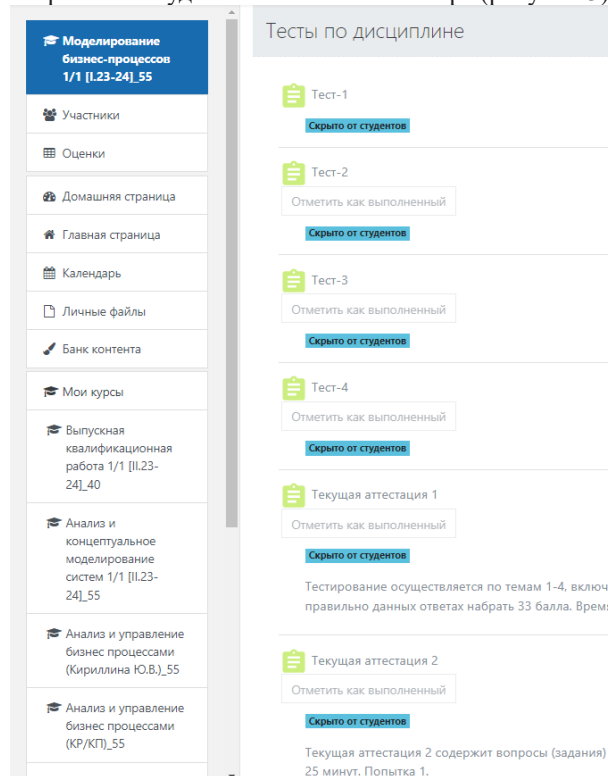 Тесты по дисциплине
Моделирование
бизнес-процессов
1/1 [I.23-24]_55
Участники
Оценки
Домашняя страница
Главная страница
Календарь
Личные файлы
Банк контента
Мои курсы
Выпускная
квалификационная
работа 1/1 [II.23-
24]_40
Анализ и
концептуальное
моделирование
систем 1/1 [II.23-
24]_55
Анализ и управление
бизнес процессами
(Кириллина Ю.В.)_55
Анализ и управление
бизнес процессами
(КР/КП)_55
Тест-1
Скрыто от студентов
Тест-2
Отметить как выполненный
Скрыто от студентов
Тест-3
Отметить как выполненный
Скрыто от студентов
Тест-4
Отметить как выполненный
Скрыто от студентов
Текущая аттестация 1
Отметить как выполненный
Скрыто от студентов
Тестирование осуществляется по темам 1-4, включ
правильно данных ответах набрать 33 балла. Время
Текущая аттестация 2
Отметить как выполненный
Скрыто от студентов
Текущая аттестация 2 содержит вопросы (задания)
25 минут. Попытка 1.